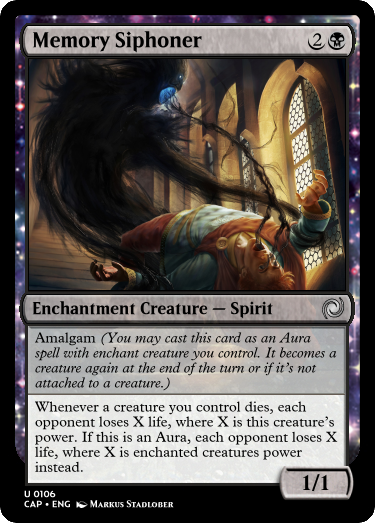 Memory Siphoner 2
Enchantment Creature — Spirit
Amalgam (You may cast this card as an Aura
spell with enchant creature you control. It becomes a
creature again at the end of the turn or if it's not
attached to a creature.)
Whenever a creature you control dies, each
opponent loses X life, where X is this creature's
power. If this is an Aura, each opponent loses X
life, where X is enchanted creatures power
instead.
1/1
U 0106
CAP • ENG Markus Stadlober